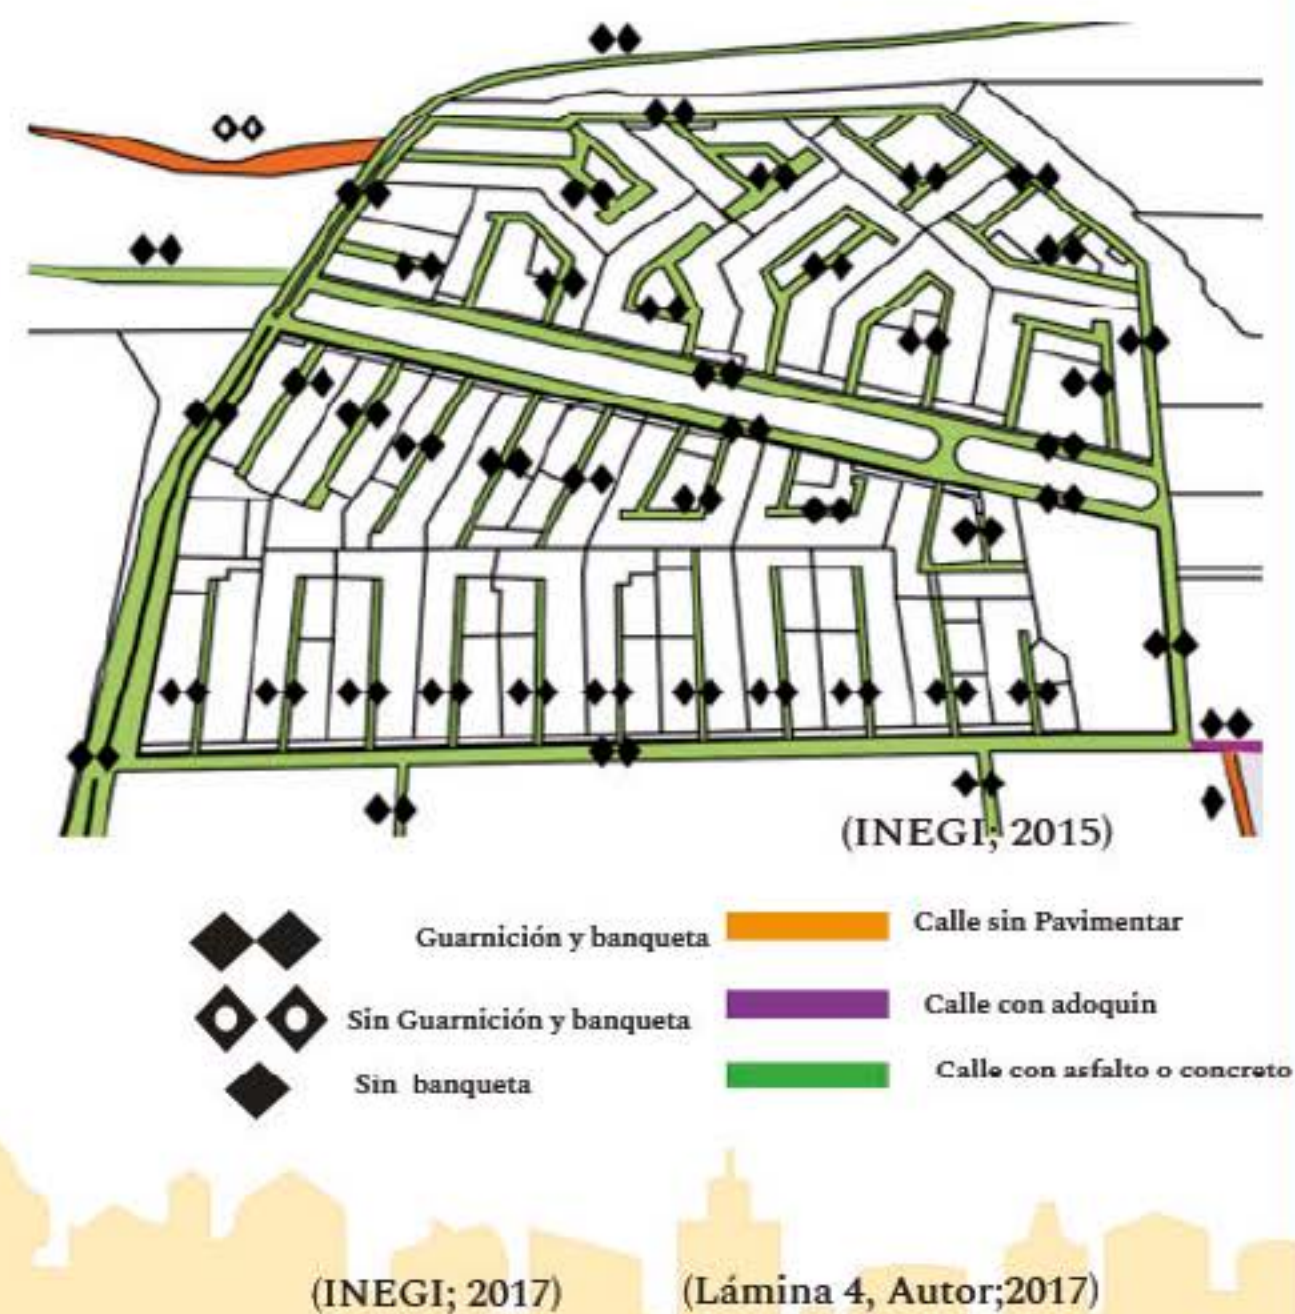 (INEGI; 2015)
Guarnición y banqueta
Calle sin Pavimentar
Sin Guarnición y banqueta
Calle con adoquin
Sin banqueta
Calle con asfalto o concreto
(INEGI; 2017)
(Lámina 4, Autor;2017)